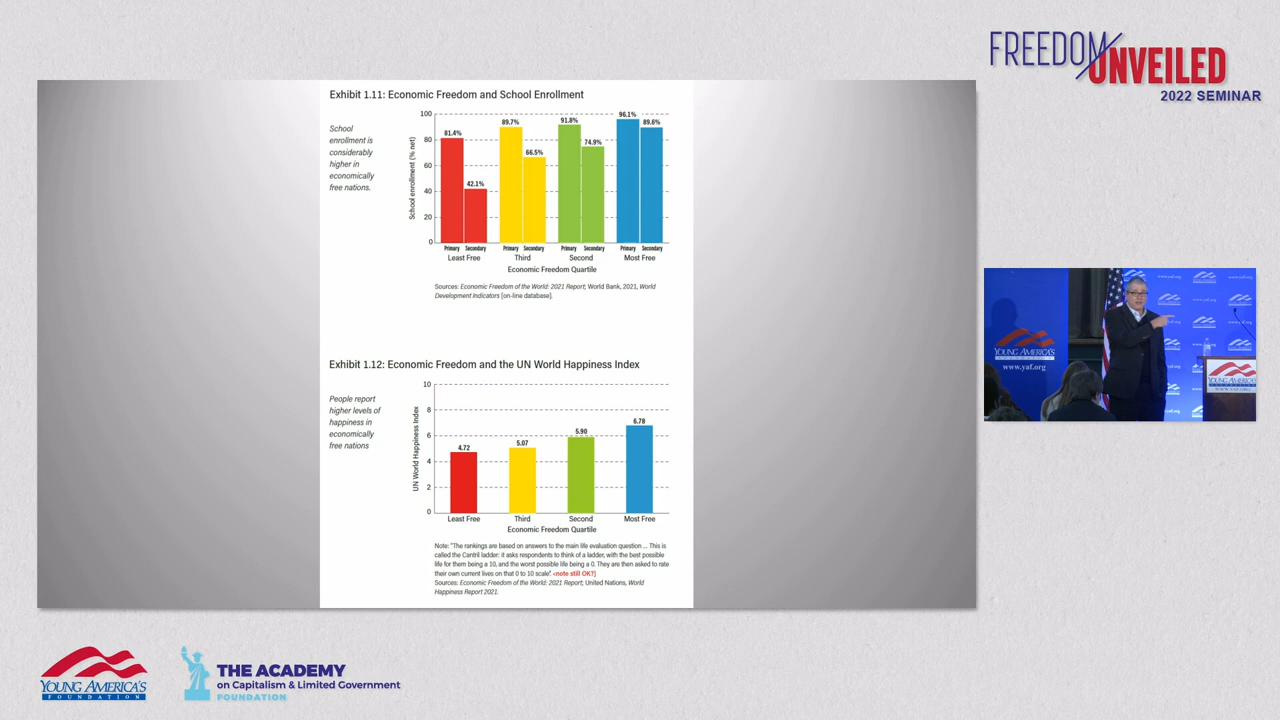 FREEDOM
UNVEILED
2022 SEMINAR
Exhibit 1.11: Economic Freedom and School Enrollment
School
enrollment is
considerably
higher in
economically
free nations.
School enrollment (% net)
100
80
60
40
20
0
81.4%
42.1%
89.7%
66.5%
91.8%
74.9%
96.1%
89.6%
Primary Secondary Primary Secondary Primary Secondary Primary Secondary
Least Free Third Second Most Free
Economic Freedom Quartile
Sources: Economic Freedom of the World: 2021 Report; World Bank, 2021, World
Development Indicators [on-line database].
Exhibit 1.12: Economic Freedom and the UN World Happiness Index
People report
higher levels of
happiness in
economically
free nations
UN World Happiness Index
10
8
6
4
2
0
4.72
5.07
5.90
6.78
Least Free Third Second Most Free
Economic Freedom Quartile
Note: "The rankings are based on answers to the main life evaluation question ... This is
called the Cantril ladder: it asks respondents to think of a ladder, with the best possible
life for them being a 10, and the worst possible life being a 0. They are then asked to rate
their own current lives on that 0 to 10 scale". <note still OK?]
Sources: Economic Freedom of the World: 2021 Report; United Nations, World
Happiness Report 2021.
YOUNG AMERICA'S
www.yaf.org
yaf.org
YOUNG AMERICA'S
YOUNG AMERICA'S
FOUNDATION
THE ACADEMY
on Capitalism & Limited Government
FOUNDATION